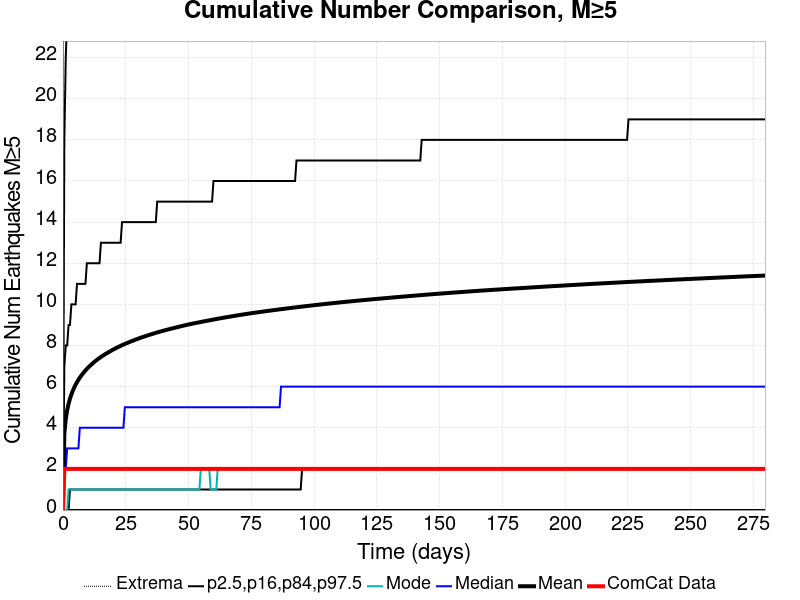 Cumulative Number Comparison, M≥5
Cumulative Num Earthquakes M≥5
22
20
18
16
14
12
10
8
6
4
2
0
0 25 50 75 100 125 150 175 200 225 250 275
Time (days)
Extrema p2.5,p16,p84,p97.5 Mode Median Mean ComCat Data